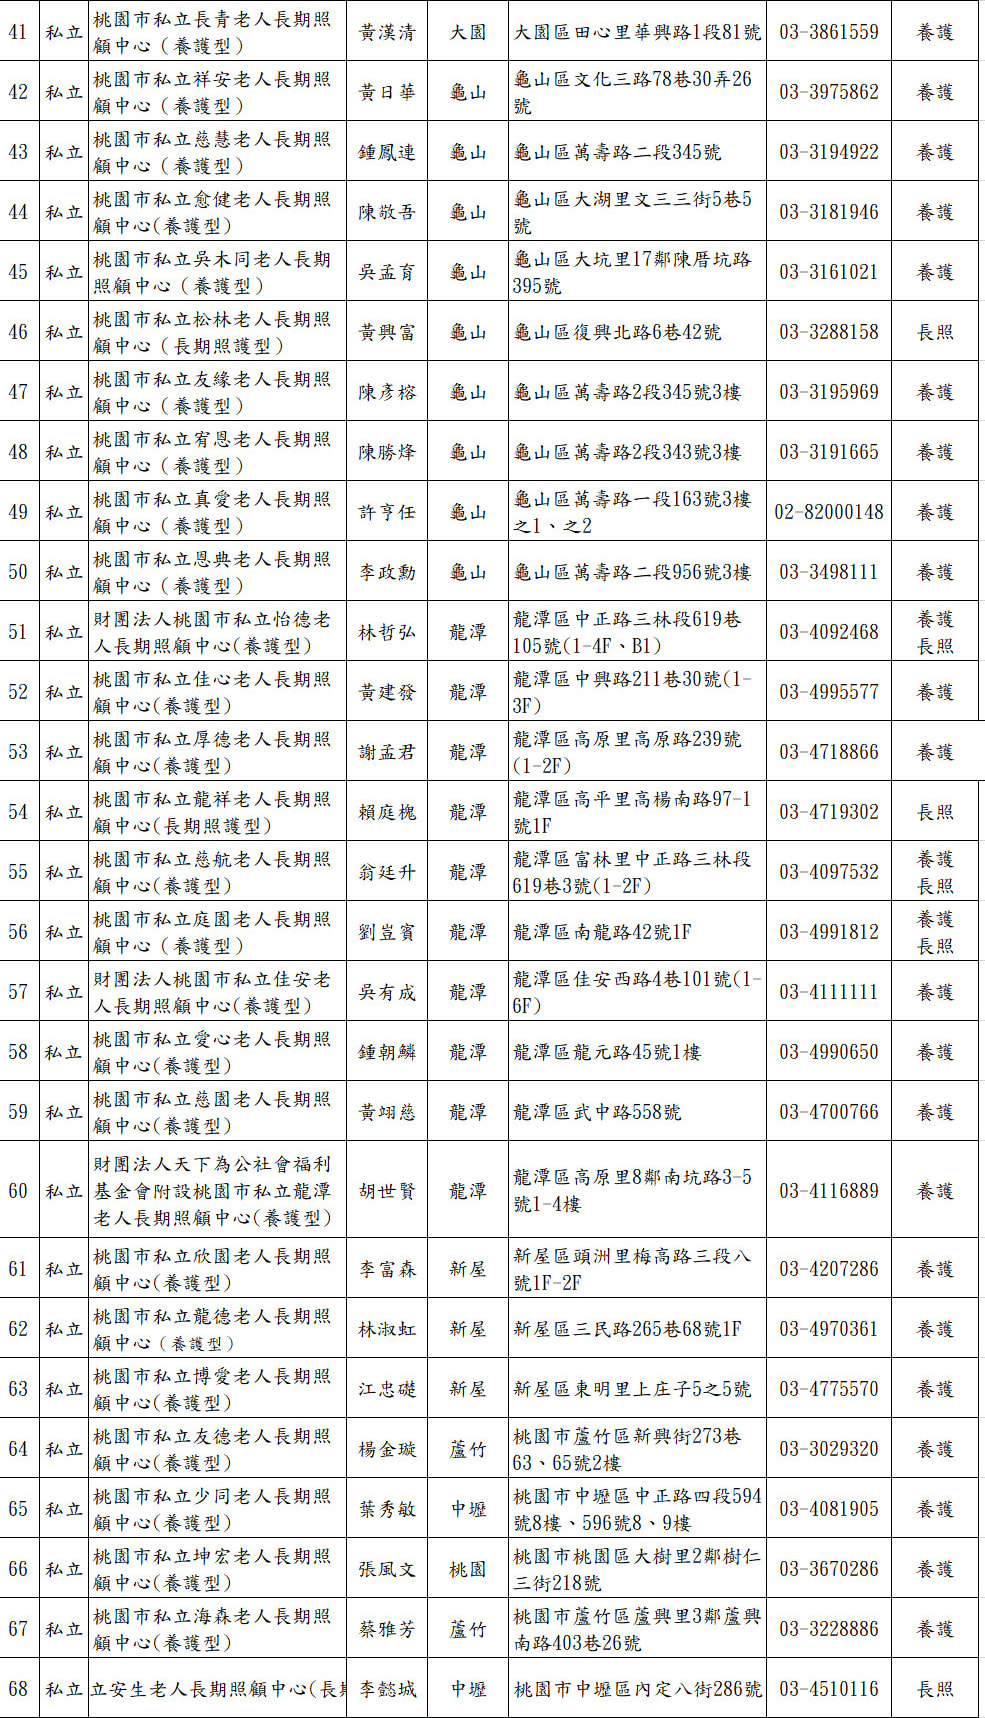 41 私立 桃園市私立長青老人長期照 黃漢清 大園 大園區田心里華興路1段81號 03-3861559 養護
顧中心（養護型）
42 私立 桃園市私立祥安老人長期照 黃日華 龜山 龜山區文化三路78巷30弄26 03-3975862 養護
顧中心（養護型） 號
43 私立 桃園市私立慈慧老人長期照 鍾鳳連 龜山 龜山區萬壽路二段345號 03-3194922 養護
顧中心（養護型）
44 私立 桃園市私立愈健老人長期照 陳敬吾 龜山 龜山區大湖里文三三街5巷5 03-3181946 養護
顧中心(養護型) 號
45 私立 桃園市私立吳木同老人長期 吳孟育 龜山 龜山區大坑里17鄰陳厝坑路 03-3161021 養護
照顧中心（養護型） 395號
46 私立 桃園市私立松林老人長期照 黃興富 龜山 龜山區復興北路6巷42號 03-3288158 長照
顧中心（長期照護型）
47 私立 桃園市私立友緣老人長期照 陳彥榕 龜山 龜山區萬壽路2段345號3樓 03-3195969 養護
顧中心（養護型）
48 私立 桃園市私立宥恩老人長期照 陳勝烽 龜山 龜山區萬壽路2段343號3樓 03-3191665 養護
顧中心（養護型）
49 私立 桃園市私立真愛老人長期照 許亨任 龜山 龜山區萬壽路一段163號3樓 02-82000148 養護
顧中心（養護型） 之1、之2
50 私立 桃園市私立恩典老人長期照 李政勳 龜山 龜山區萬壽路二段956號3樓 03-3498111 養護
顧中心（養護型）
51 私立 財團法人桃園市私立怡德老 林哲弘 龍潭 龍潭區中正路三林段619巷 03-4092468 養護
人長期照顧中心(養護型) 105號(1-4F、B1) 長照
52 私立 桃園市私立佳心老人長期照 黃建發 龍潭 龍潭區中興路211巷30號(1- 03-4995577 養護
顧中心(養護型) 3F)
53 私立 桃園市私立厚德老人長期照 謝孟君 龍潭 龍潭區高原里高原路239號 03-4718866 養護
顧中心(養護型) (1-2F)
54 私立 桃園市私立龍祥老人長期照 賴庭槐 龍潭 龍潭區高平里高楊南路97-1 03-4719302 長照
顧中心(長期照護型) 號1F
55 私立 桃園市私立慈航老人長期照 翁廷升 龍潭 龍潭區富林里中正路三林段 03-4097532 養護
顧中心(養護型) 619巷3號(1-2F) 長照
56 私立 桃園市私立庭園老人長期照 劉豈賓 龍潭 龍潭區南龍路42號1F 03-4991812 養護
顧中心（養護型） 長照
57 私立 財團法人桃園市私立佳安老 吳有成 龍潭 龍潭區佳安西路4巷101號(1- 03-4111111 養護
人長期照顧中心(養護型) 6F)
58 私立 桃園市私立愛心老人長期照 鍾朝鱗 龍潭 龍潭區龍元路45號1樓 03-4990650 養護
顧中心(養護型)
59 私立 桃園市私立慈園老人長期照 黃翊慈 龍潭 龍潭區武中路558號 03-4700766 養護
顧中心(養護型)
60 私立 財團法人天下為公社會福利 胡世賢 龍潭 龍潭區高原里8鄰南坑路3-5 03-4116889 養護
基金會附設桃園市私立龍潭 號1-4樓
老人長期照顧中心(養護型)
61 私立 桃園市私立欣園老人長期照 李富森 新屋 新屋區頭洲里梅高路三段八 03-4207286 養護
顧中心(養護型) 號1F-2F
62 私立 桃園市私立龍德老人長期照 林淑虹 新屋 新屋區三民路265巷68號1F 03-4970361 養護
顧中心（養護型）
63 私立 桃園市私立博愛老人長期照 江忠礎 新屋 新屋區東明里上庄子5之5號 03-4775570 養護
顧中心(養護型)
64 私立 桃園市私立友德老人長期照 楊金璇 蘆竹 桃園市蘆竹區新興街273巷 03-3029320 養護
顧中心(養護型) 63、65號2樓
65 私立 桃園市私立少同老人長期照 葉秀敏 中壢 桃園市中壢區中正路四段594 03-4081905 養護
顧中心(養護型) 號8樓、596號8、9樓
66 私立 桃園市私立坤宏老人長期照 張風文 桃園 桃園市桃園區大樹里2鄰樹仁 03-3670286 養護
顧中心(養護型) 三街218號
67 私立 桃園市私立海森老人長期照 蔡雅芳 蘆竹 桃園市蘆竹區蘆興里3鄰蘆興 03-3228886 養護
顧中心(養護型) 南路403巷26號
68 私立 立安生老人長期照顧中心(長 李懿城 中壢 桃園市中壢區內定八街286號 03-4510116 長照